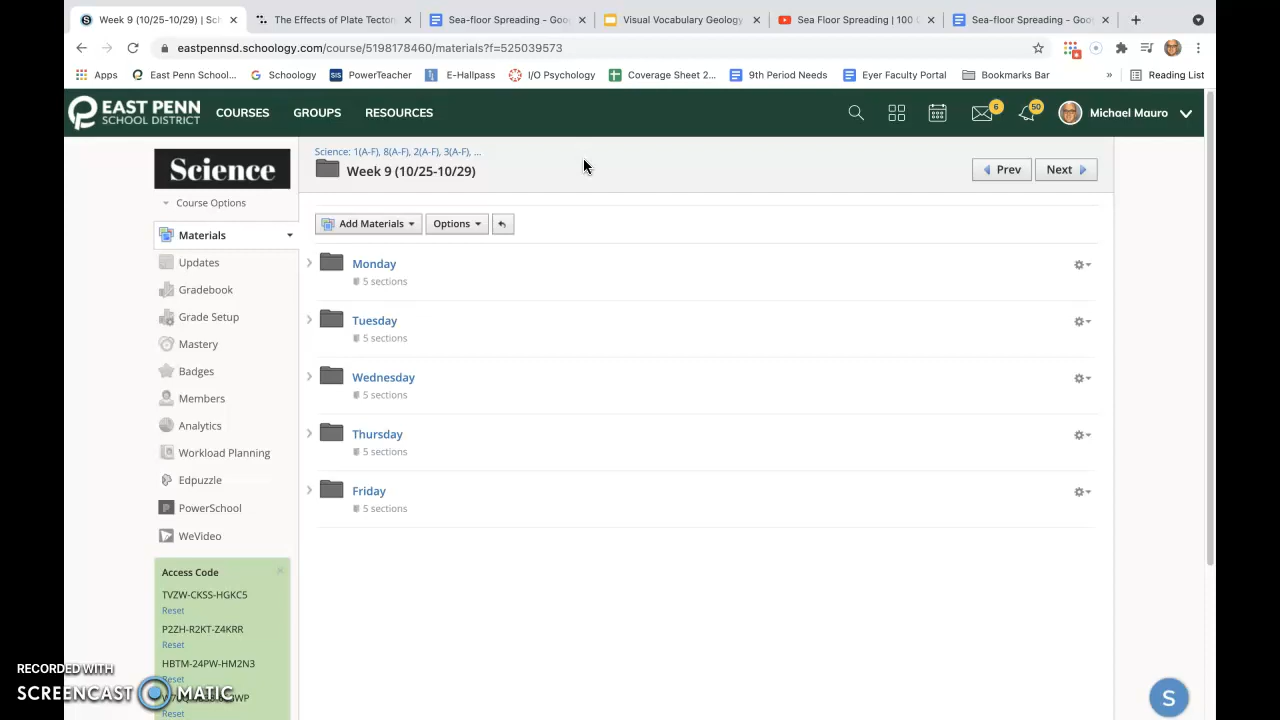 Week 9 (10/25-10/29) | Sch
The Effects of Plate Tecton
Sea-floor Spreading - Goo
Visual Vocabulary Geology
Sea Floor Spreading | 100
Sea-floor Spreading - Goo
eastpennsd.schoology.com/course/5198178460/materials?f=525039573
Apps
East Penn School...
Schoology
SIS PowerTeacher
E-Hallpass
I/O Psychology
Coverage Sheet 2...
9th Period Needs
Eyer Faculty Portal
Bookmarks Bar
»
Reading List
EAST PENN
SCHOOL DISTRICT
COURSES
GROUPS
RESOURCES
6
50
Michael Mauro
Science
Course Options
Materials
Updates
Gradebook
Grade Setup
Mastery
Badges
Members
Analytics
Workload Planning
Edpuzzle
PowerSchool
WeVideo
Access Code
TVZW-CKSS-HGKC5
Reset
P2ZH-R2KT-Z4KRR
Reset
HBTM-24PW-HM2N3
Reset
Reset
Science: 1(A-F), 8(A-F), 2(A-F), 3(A-F), ...
Week 9 (10/25-10/29)
Prev
Next
Add Materials
Options
Monday
5 sections
Tuesday
5 sections
Wednesday
5 sections
Thursday
5 sections
Friday
5 sections
RECORDED WITH
SCREENCAST MATIC
S